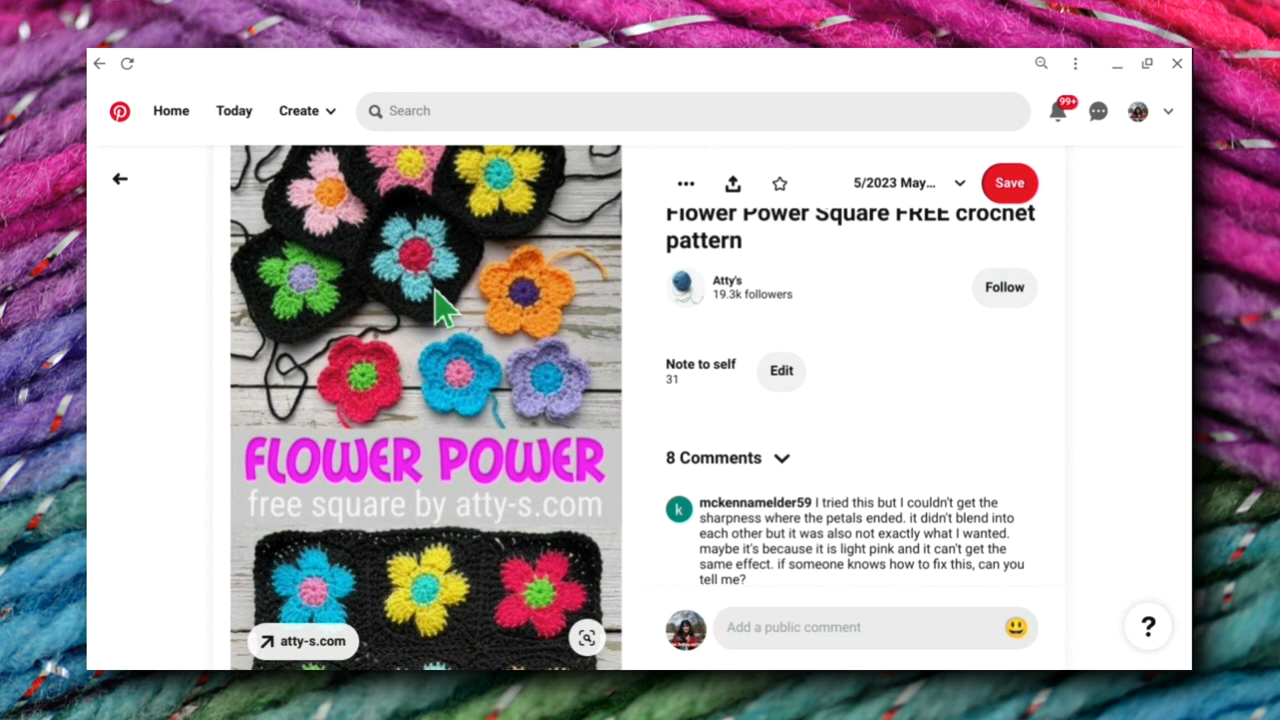 Home
Today
Create
Search
99+
5/2023 May...
Save
Flower Power Square FREE crochet
pattern
Atty's
19.3k followers
Follow
Note to self
31
Edit
8 Comments
k
mckennamelder59 I tried this but I couldn't get the
sharpness where the petals ended. it didn't blend into
each other but it was also not exactly what I wanted.
maybe it's because it is light pink and it can't get the
same effect. if someone knows how to fix this, can you
tell me?
Add a public comment
FLOWER POWER
free square by atty-s.com
atty-s.com
?